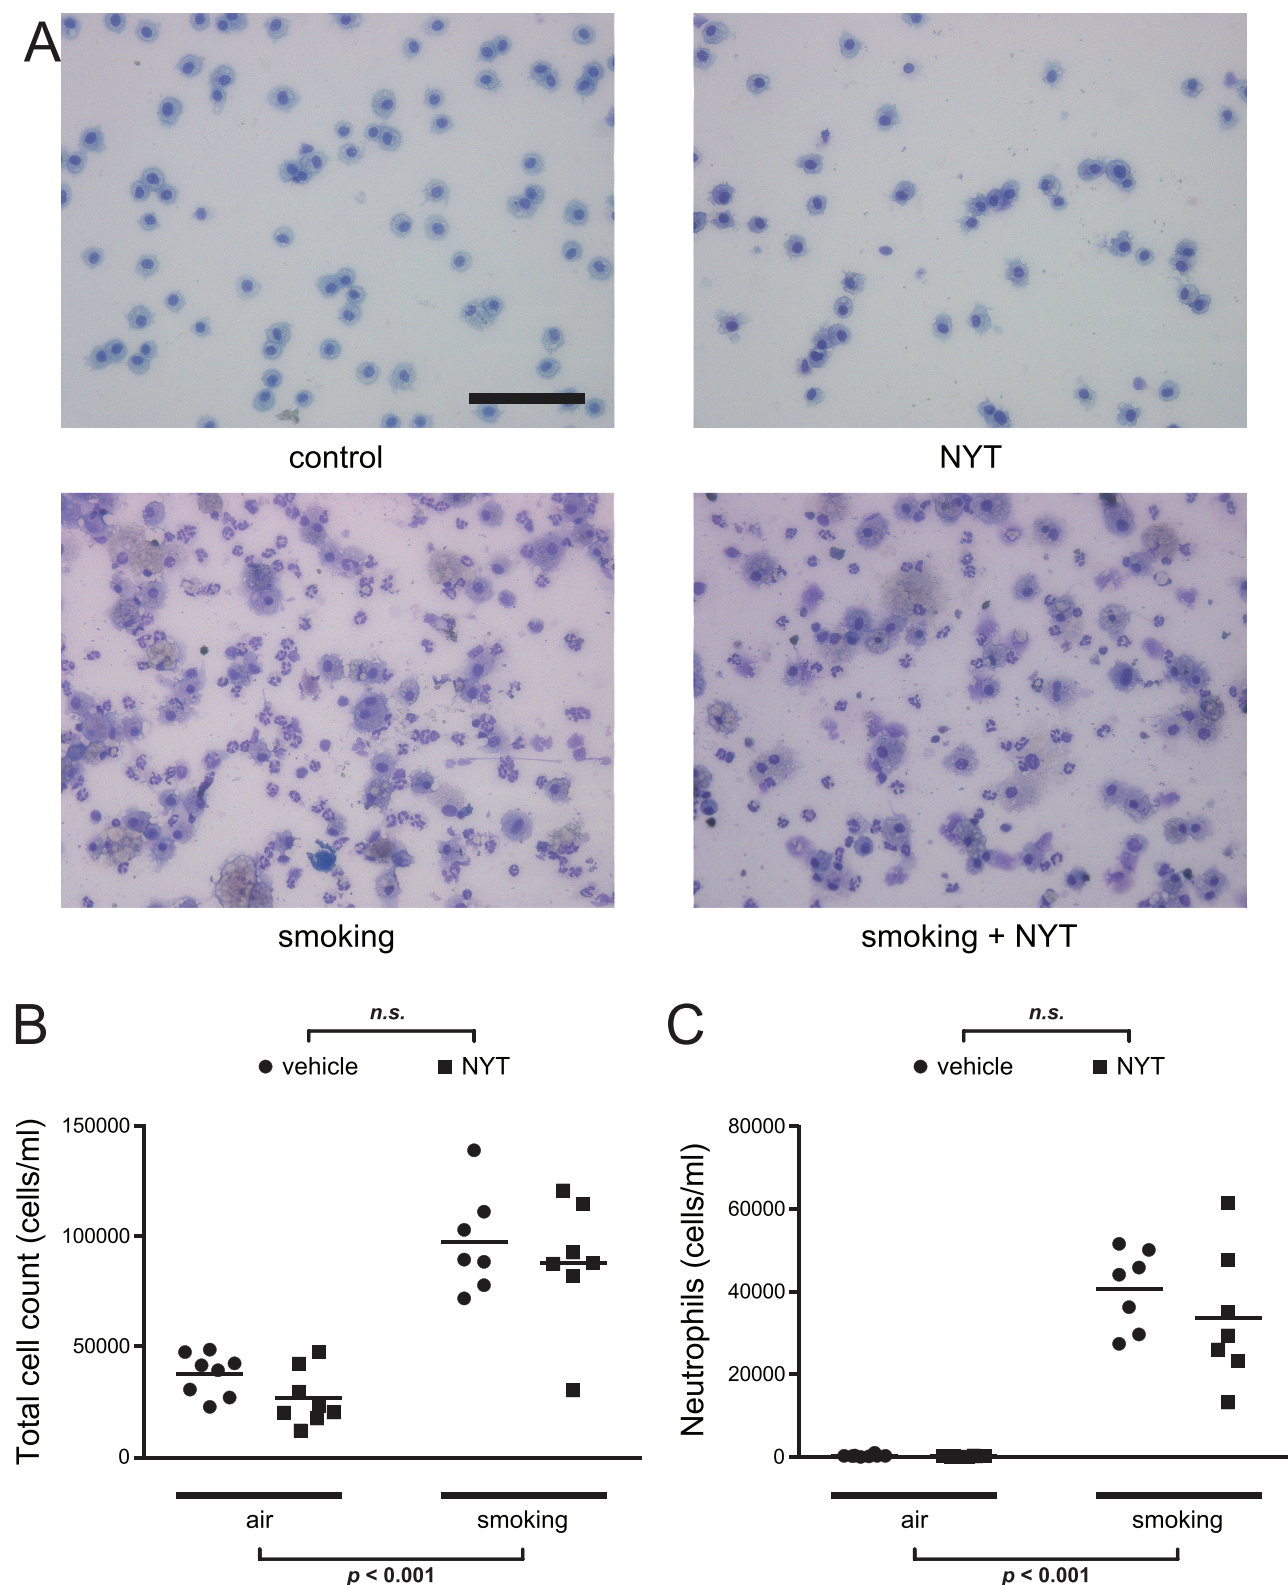 A
control
NYT
smoking
smoking + NYT
B
n.s.
vehicle
NYT
Total cell count (cells/ml)
150000
100000
50000
0
air
smoking
p < 0.001
C
n.s.
vehicle
NYT
Neutrophils (cells/ml)
80000
60000
40000
20000
0
air
smoking
p < 0.001